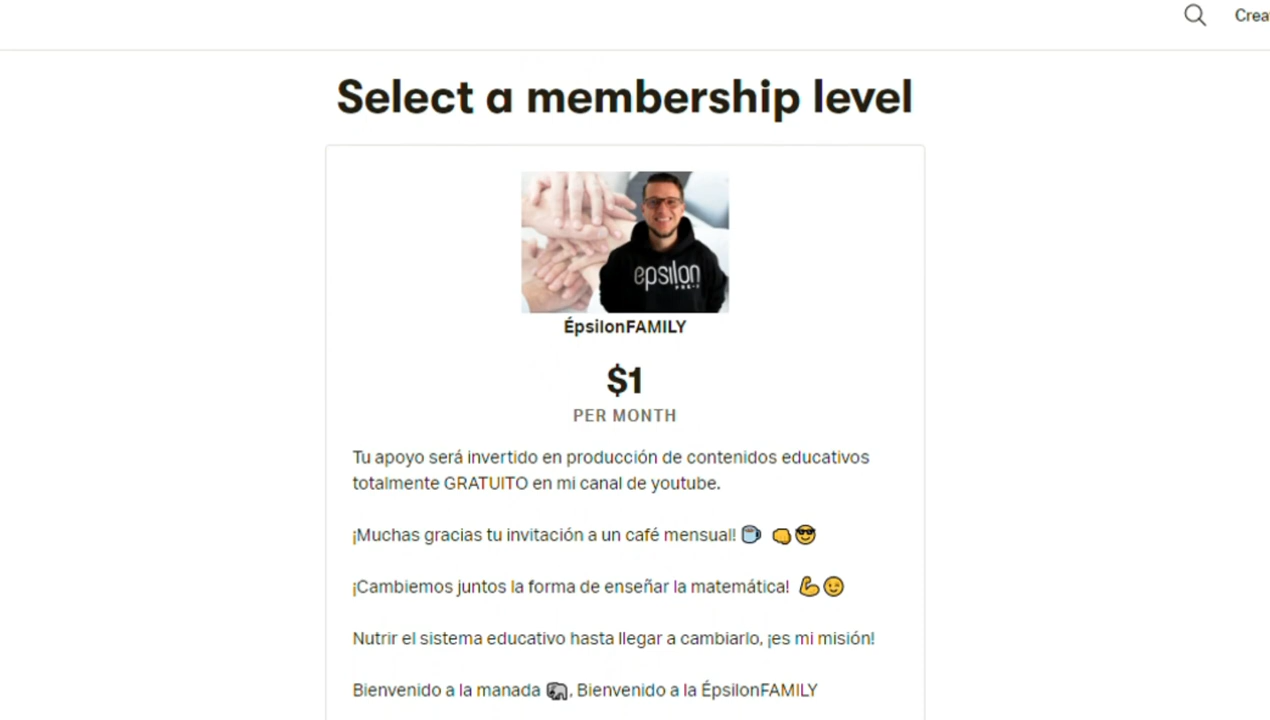 Crea
Select a membership level
epsilon
ÉpsilonFAMILY
$1
PER MONTH
Tu apoyo será invertido en producción de contenidos educativos
totalmente GRATUITO en mi canal de youtube.
¡Muchas gracias tu invitación a un café mensual! ☕ 🤜😎
¡Cambiemos juntos la forma de enseñar la matemática! 💪😉
Nutrir el sistema educativo hasta llegar a cambiarlo, ¡es mi misión!
Bienvenido a la manada 🐘, Bienvenido a la ÉpsilonFAMILY